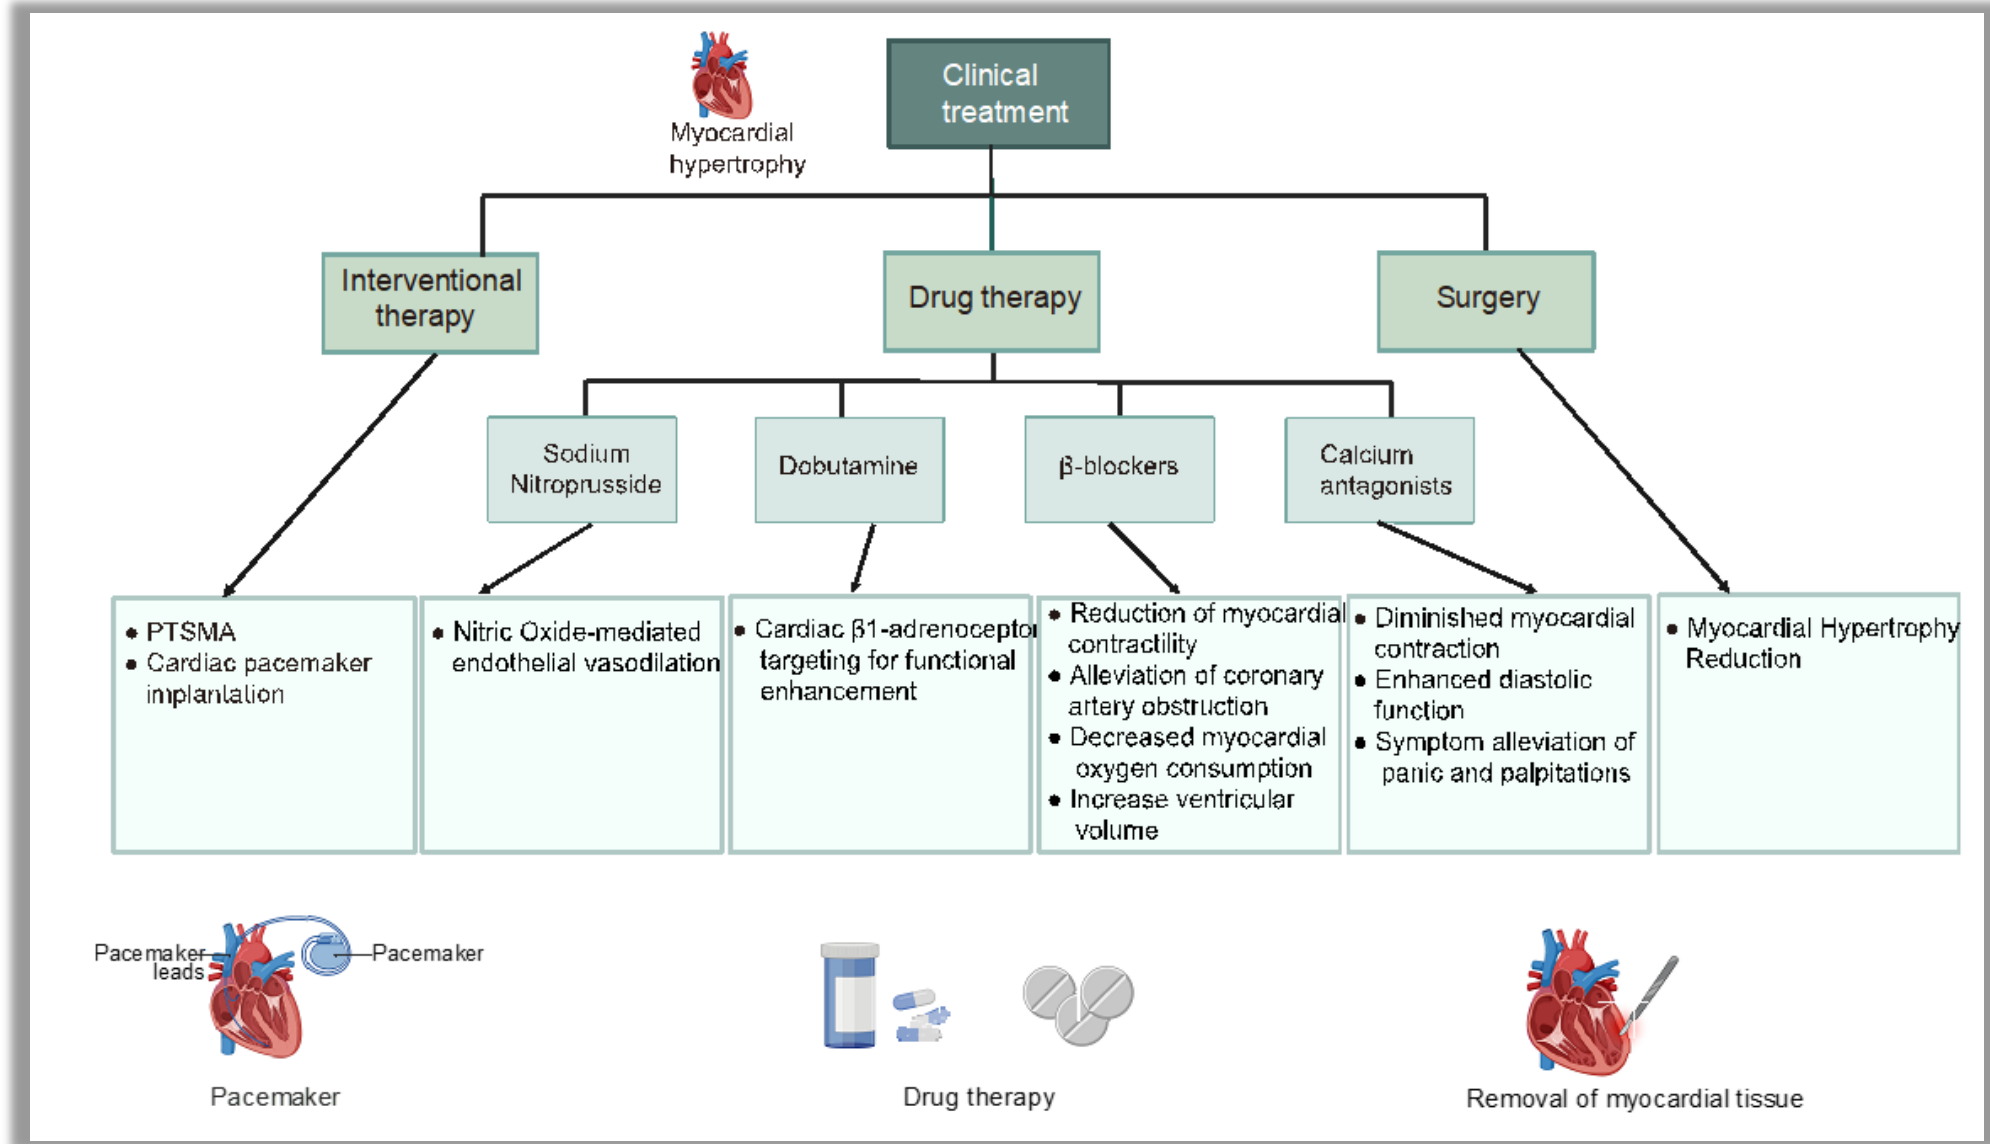 Clinical
treatment
Myocardial
hypertrophy
Interventional
therapy
Drug therapy
Surgery
Sodium
Nitroprusside
Dobutamine
β-blockers
Calcium
antagonists
● PTSMA
● Cardiac pacemaker
implantation
● Nitric Oxide-mediated
endothelial vasodilation
● Cardiac β1-adrenoceptor
targeting for functional
enhancement
● Reduction of myocardial
contractility
● Alleviation of coronary
artery obstruction
● Decreased myocardial
oxygen consumption
● Increase ventricular
volume
● Diminished myocardial
contraction
● Enhanced diastolic
function
● Symptom alleviation of
panic and palpitations
● Myocardial Hypertrophy
Reduction
Pacemaker
leads
Pacemaker
Pacemaker
Drug therapy
Removal of myocardial tissue